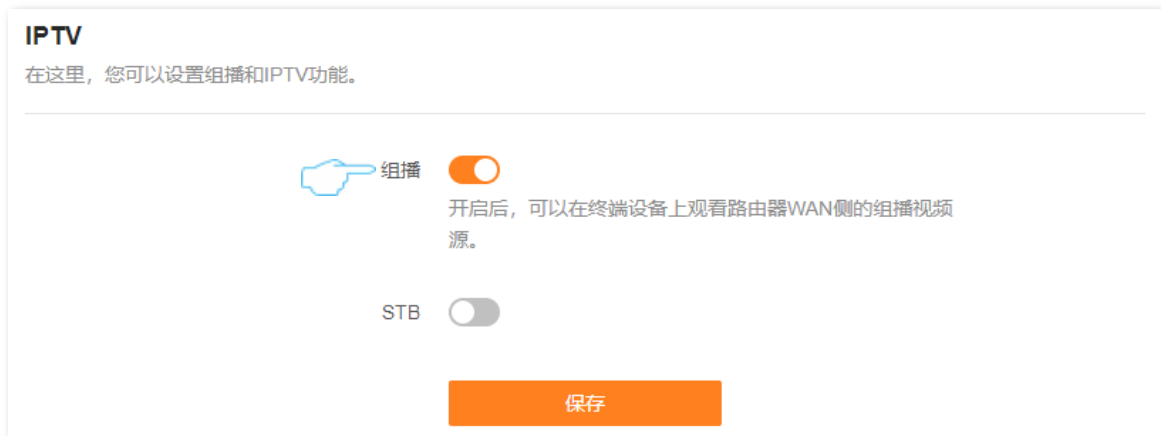 IPTV
在这里，您可以设置组播和IPTV功能。
组播
开启后，可以在终端设备上观看路由器WAN侧的组播视频
源。
STB
保存